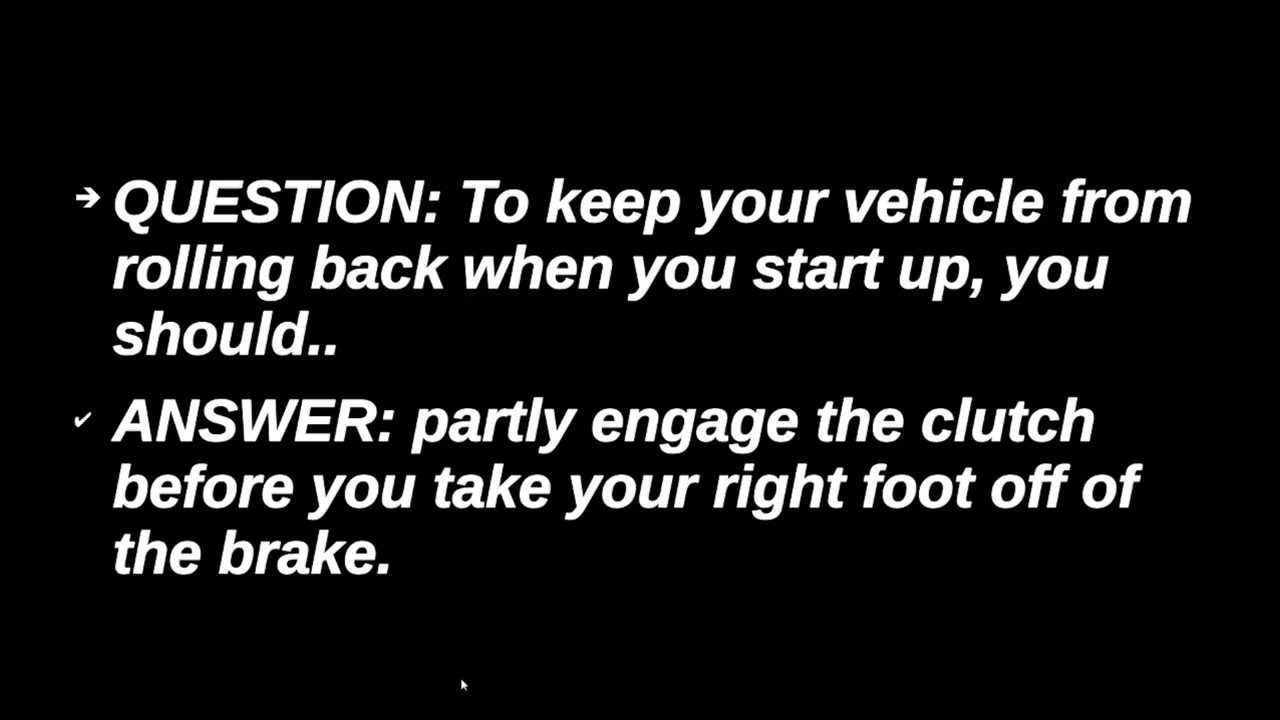 ➔ QUESTION: To keep your vehicle from
rolling back when you start up, you
should..
✔ ANSWER: partly engage the clutch
before you take your right foot off of
the brake.